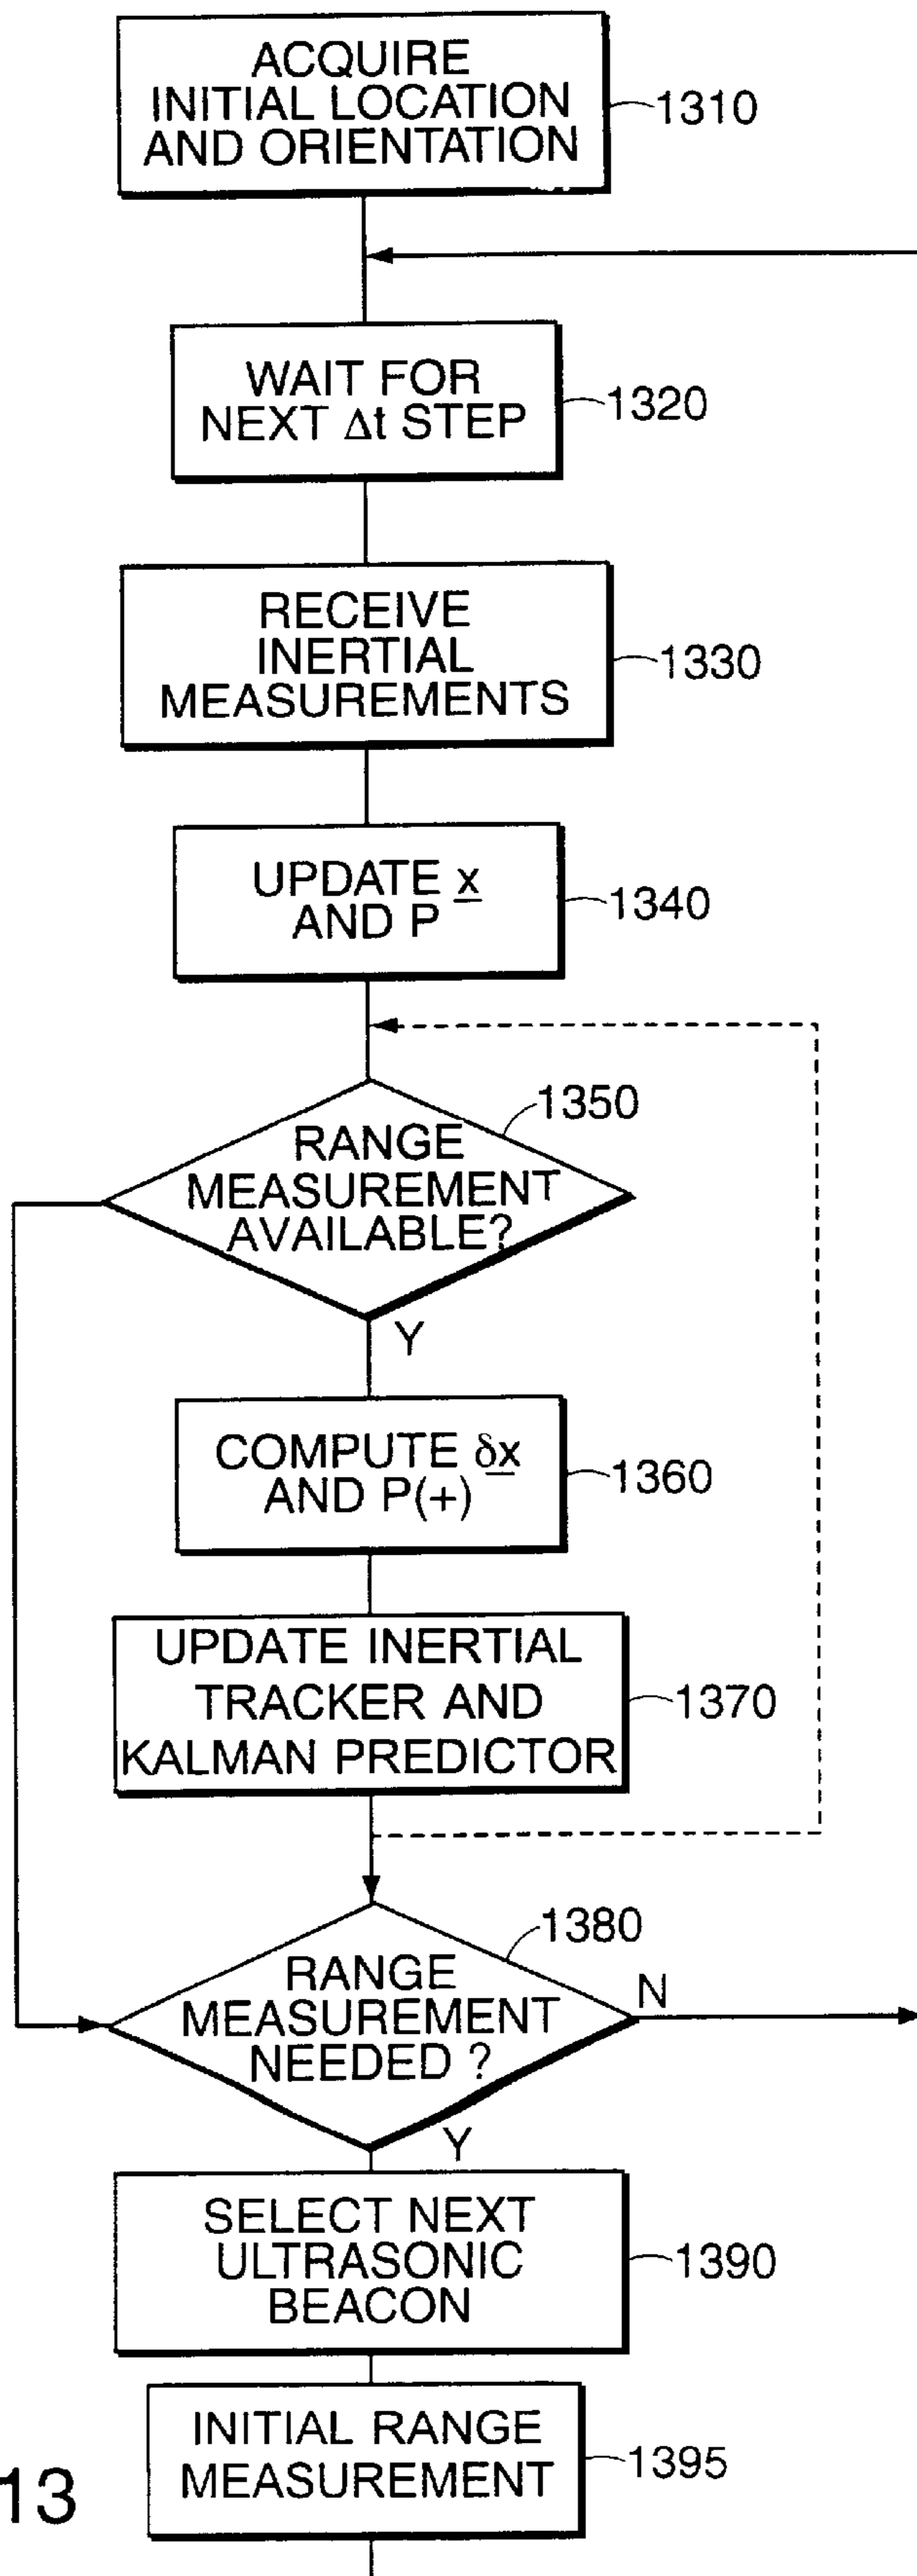 ACQUIRE
INITIAL LOCATION
AND ORIENTATION
1310
WAIT FOR
NEXT Δt STEP
1320
RECEIVE
INERTIAL
MEASUREMENTS
1330
UPDATE x
AND P
1340
1350
RANGE
MEASUREMENT
AVAILABLE?
Y
COMPUTE δx
AND P(+)
1360
UPDATE INERTIAL
TRACKER AND
KALMAN PREDICTOR
1370
1380
RANGE
MEASUREMENT
NEEDED ?
N
Y
SELECT NEXT
ULTRASONIC
BEACON
1390
INITIAL RANGE
MEASUREMENT
1395
13